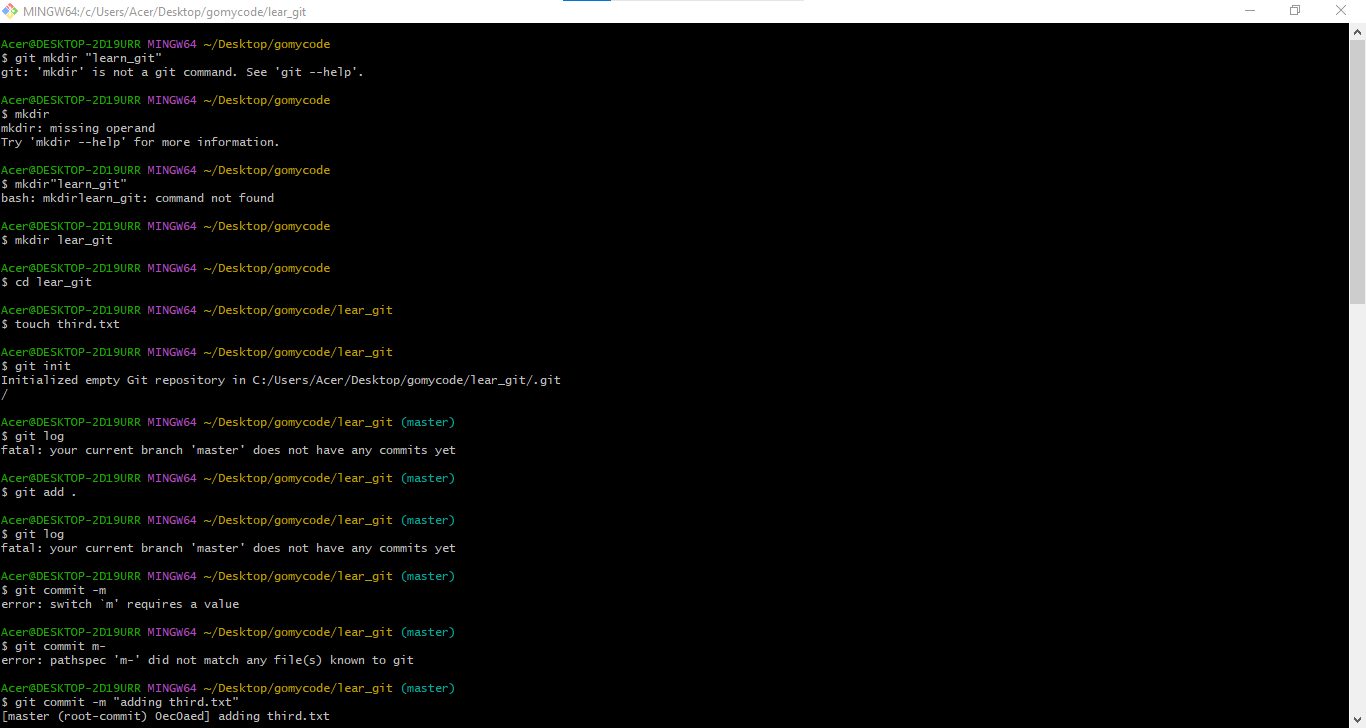 MINGW64:/c/Users/Acer/Desktop/gomycode/lear_git
Acer@DESKTOP-2D19URR MINGW64 ~/Desktop/gomycode
$ git mkdir "learn_git"
git: 'mkdir' is not a git command. See 'git --help'.
Acer@DESKTOP-2D19URR MINGW64 ~/Desktop/gomycode
$ mkdir
mkdir: missing operand
Try 'mkdir --help' for more information.
Acer@DESKTOP-2D19URR MINGW64 ~/Desktop/gomycode
$ mkdir"learn_git"
bash: mkdirlearn_git: command not found
Acer@DESKTOP-2D19URR MINGW64 ~/Desktop/gomycode
$ mkdir lear_git
Acer@DESKTOP-2D19URR MINGW64 ~/Desktop/gomycode
$ cd lear_git
Acer@DESKTOP-2D19URR MINGW64 ~/Desktop/gomycode/lear_git
$ touch third.txt
Acer@DESKTOP-2D19URR MINGW64 ~/Desktop/gomycode/lear_git
$ git init
Initialized empty Git repository in C:/Users/Acer/Desktop/gomycode/lear_git/.git
/
Acer@DESKTOP-2D19URR MINGW64 ~/Desktop/gomycode/lear_git (master)
$ git log
fatal: your current branch 'master' does not have any commits yet
Acer@DESKTOP-2D19URR MINGW64 ~/Desktop/gomycode/lear_git (master)
$ git add .
Acer@DESKTOP-2D19URR MINGW64 ~/Desktop/gomycode/lear_git (master)
$ git log
fatal: your current branch 'master' does not have any commits yet
Acer@DESKTOP-2D19URR MINGW64 ~/Desktop/gomycode/lear_git (master)
$ git commit -m
error: switch `m' requires a value
Acer@DESKTOP-2D19URR MINGW64 ~/Desktop/gomycode/lear_git (master)
$ git commit m-
error: pathspec 'm-' did not match any file(s) known to git
Acer@DESKTOP-2D19URR MINGW64 ~/Desktop/gomycode/lear_git (master)
$ git commit -m "adding third.txt"
[master (root-commit) 0ec0aed] adding third.txt